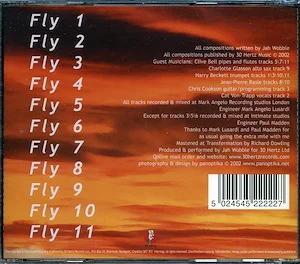 Fly 1
Fly 2
Fly 3
Fly 4
Fly 5
Fly 6
Fly 7
Fly 8
Fly 9
Fly 10
Fly 11
All compositions written by Jah Wobble
All compositions published by 30 Hertz Music © 2002
Guest Musicians: Clive Bell pipes and flutes tracks 5/7/11
Charlotte Glasson alto sax track 9
Harry Beckett trumpet tracks 1/3/10/11
Jean-Pierre Rasle tracks 8/10
Chris Cookson guitar/programming track 3
Cat Von-Trapp vocals track 2
All tracks recorded & mixed at Mark Angelo Recording studios London
Engineer Mark Angelo Lusardi
Except for tracks 3/5/6 recorded & mixed at intimate studios
Engineer Paul Madden
Thanks to Mark Lusardi and Paul Madden for
as usual going the extra mile with me
Mastered at Transformation by Richard Dowling
Produced & performed by Jah Wobble for 30 Hertz Ltd
Online mail order and website: www.30hertzrecords.com
photography & design by panoptika © 2002 www.panoptika.net
5 024545 222227